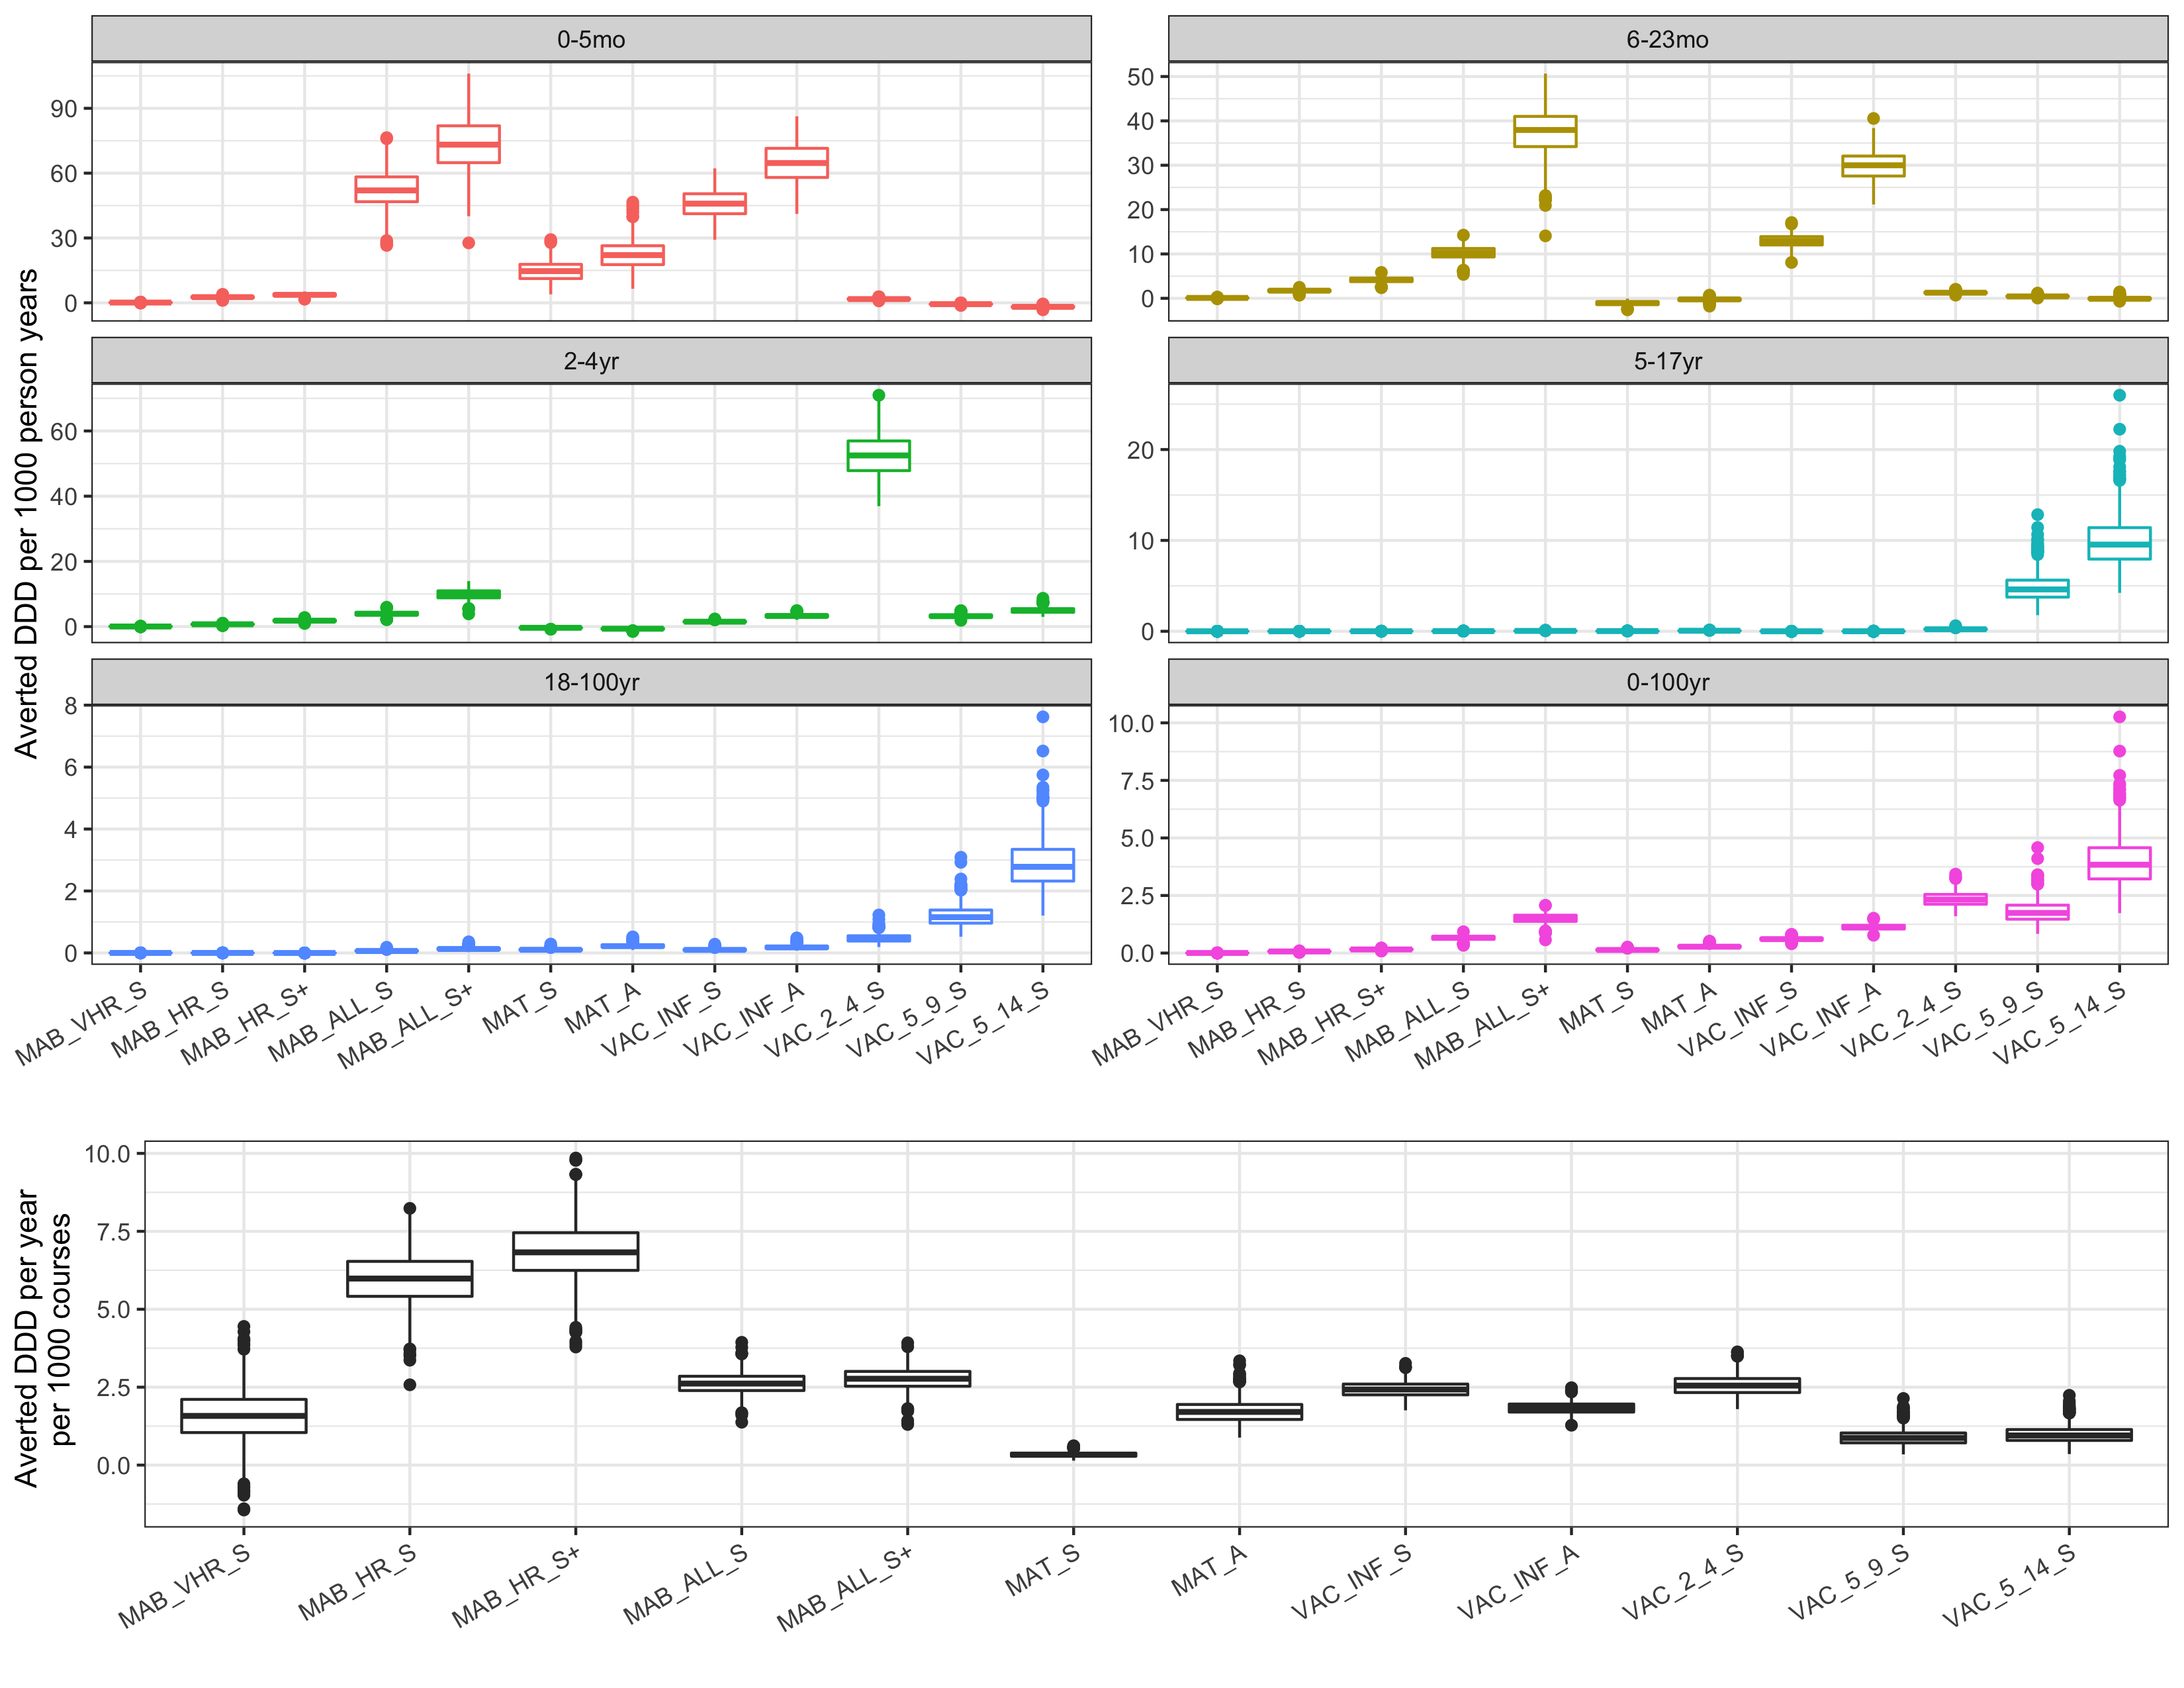 0-5mo
6-23mo
90
60
30
0
50
40
30
20
10
0
2-4yr
5-17yr
60
40
20
0
20
10
0
18-100yr
0-100yr
8
6
4
2
0
10.0
7.5
5.0
2.5
0.0
Averted DDD per 1000 person years
MAB_VHR_S
MAB_HR_S
MAB_HR_S+
MAB_ALL_S
MAB_ALL_S+
MAT_S
MAT_A
VAC_INF_S
VAC_INF_A
VAC_2_4_S
VAC_5_9_S
VAC_5_14_S
MAB_VHR_S
MAB_HR_S
MAB_HR_S+
MAB_ALL_S
MAB_ALL_S+
MAT_S
MAT_A
VAC_INF_S
VAC_INF_A
VAC_2_4_S
VAC_5_9_S
VAC_5_14_S
Averted DDD per year
per 1000 courses
10.0
7.5
5.0
2.5
0.0
MAB_VHR_S
MAB_HR_S
MAB_HR_S+
MAB_ALL_S
MAB_ALL_S+
MAT_S
MAT_A
VAC_INF_S
VAC_INF_A
VAC_2_4_S
VAC_5_9_S
VAC_5_14_S